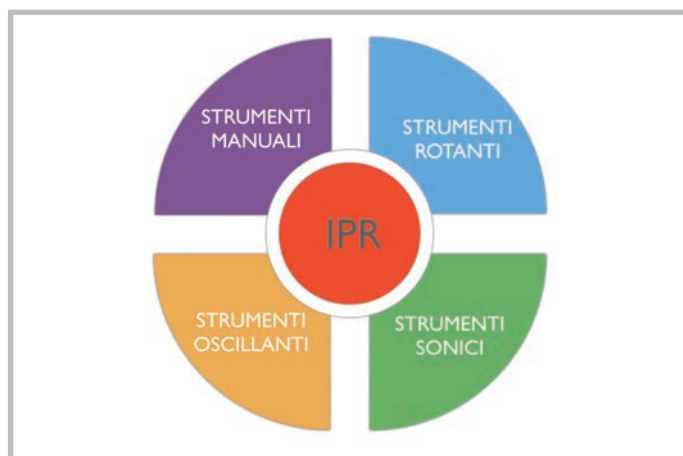 STRUMENTI
MANUALI
STRUMENTI
ROTANTI
IPR
STRUMENTI
OSCILLANTI
STRUMENTI
SONICI